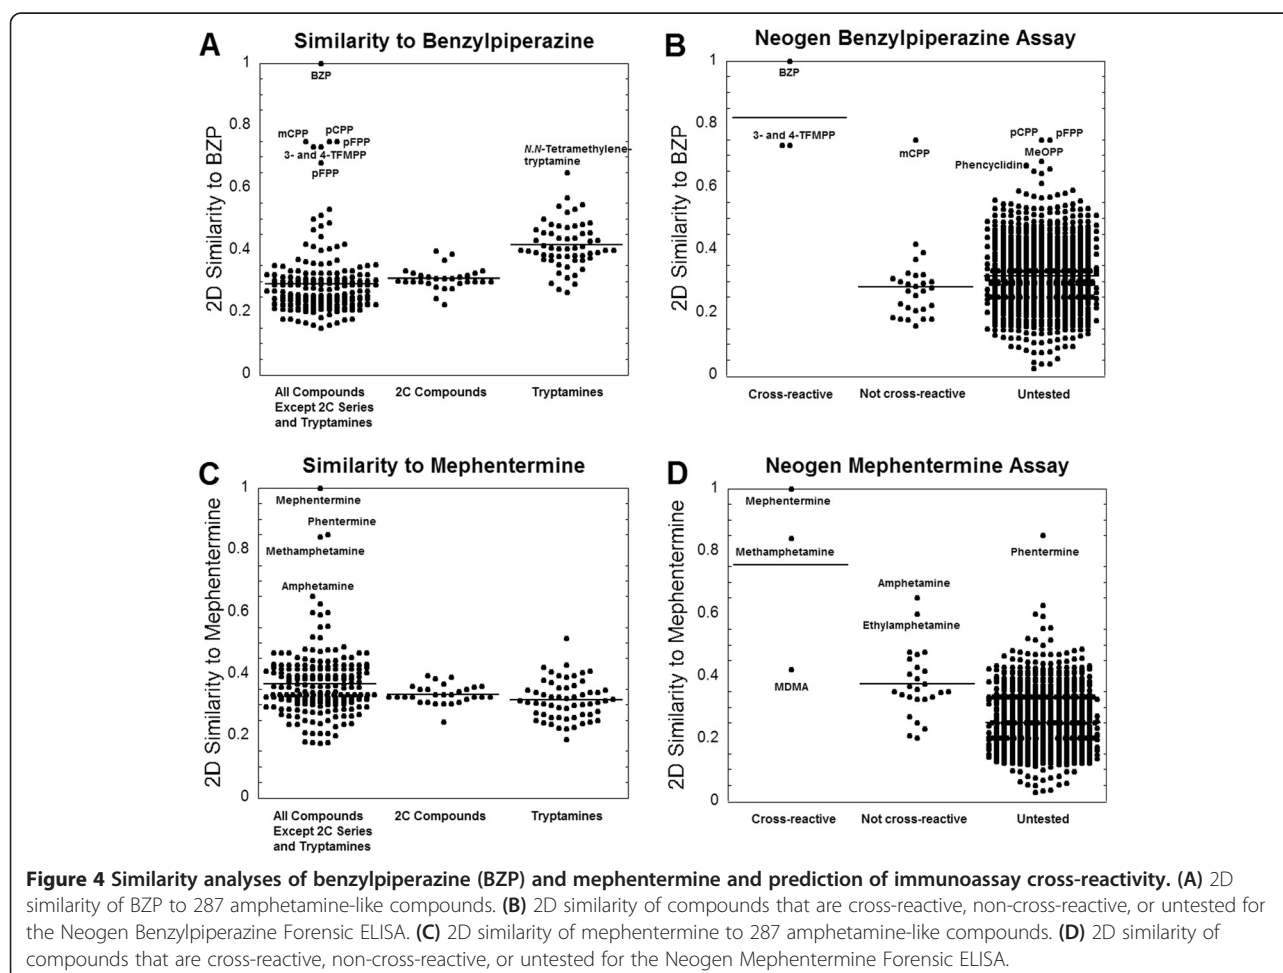 A
Similarity to Benzylpiperazine
2D Similarity to BZP
1
0.8
0.6
0.4
0.2
0
BZP
mCPP
pCPP
pFPP
3- and 4-TFMPP
pFPP
N,N-Tetramethylene-
tryptamine
All Compounds
Except 2C Series
and Tryptamines
2C Compounds
Tryptamines
B
Neogen Benzylpiperazine Assay
2D Similarity to BZP
1
0.8
0.6
0.4
0.2
0
BZP
3- and 4-TFMPP
mCPP
pCPP
pFPP
MeOPP
Phencyclidin
Cross-reactive
Not cross-reactive
Untested
C
Similarity to Mephentermine
2D Similarity to Mephentermine
1
0.8
0.6
0.4
0.2
0
Mephentermine
Phentermine
Methamphetamine
Amphetamine
All Compounds
Except 2C Series
and Tryptamines
2C Compounds
Tryptamines
D
Neogen Mephentermine Assay
2D Similarity to Mephentermine
1
0.8
0.6
0.4
0.2
0
Mephentermine
Methamphetamine
MDMA
Amphetamine
Ethylamphetamine
Phentermine
Cross-reactive
Not cross-reactive
Untested
Figure 4 Similarity analyses of benzylpiperazine (BZP) and mephentermine and prediction of immunoassay cross-reactivity. (A) 2D
similarity of BZP to 287 amphetamine-like compounds. (B) 2D similarity of compounds that are cross-reactive, non-cross-reactive, or untested for
the Neogen Benzylpiperazine Forensic ELISA. (C) 2D similarity of mephentermine to 287 amphetamine-like compounds. (D) 2D similarity of
compounds that are cross-reactive, non-cross-reactive, or untested for the Neogen Mephentermine Forensic ELISA.